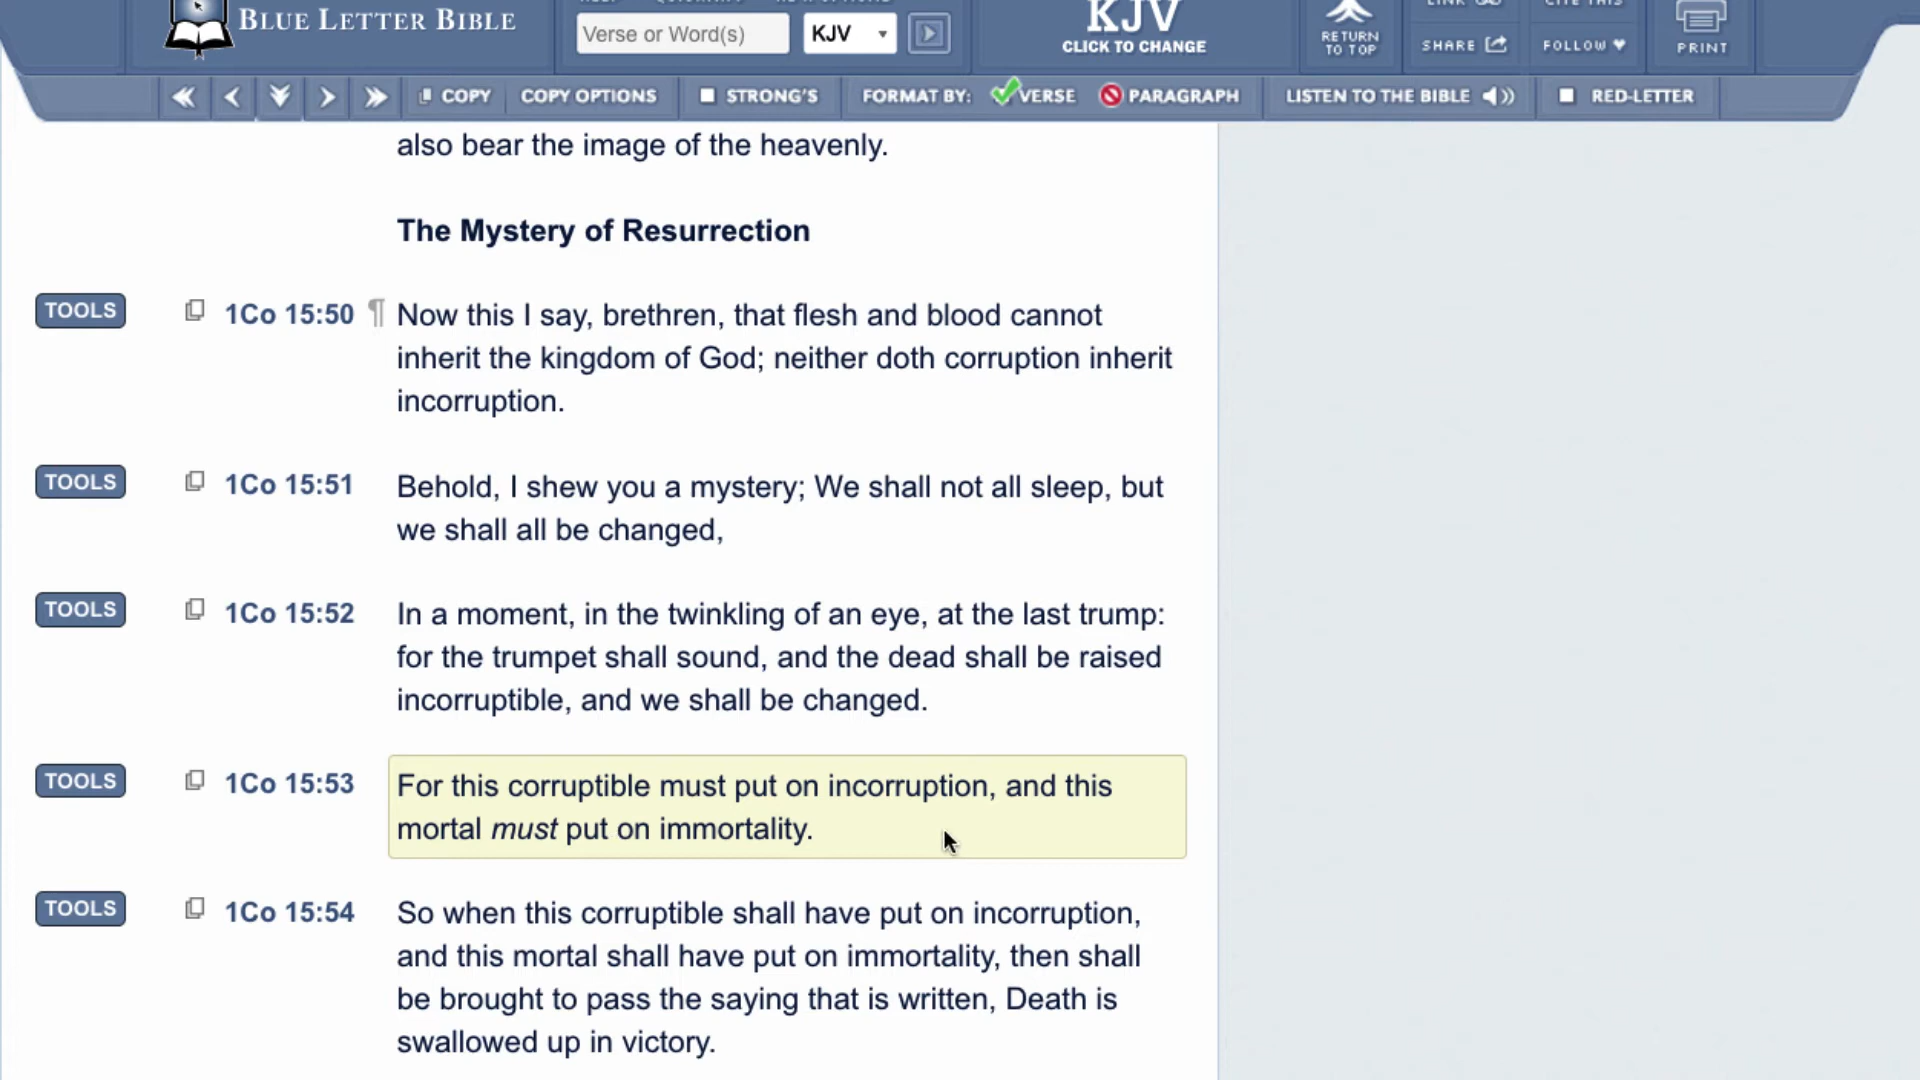 BLUE LETTER BIBLE
Verse or Word(s)
KJV
KJV
CLICK TO CHANGE
RETURN
TO TOP
LINK
SHARE
CITE THIS
FOLLOW
PRINT
COPY
COPY OPTIONS
STRONG'S
FORMAT BY:
VERSE
PARAGRAPH
LISTEN TO THE BIBLE
RED-LETTER
also bear the image of the heavenly.
The Mystery of Resurrection
TOOLS 1Co 15:50 ¶ Now this I say, brethren, that flesh and blood cannot
inherit the kingdom of God; neither doth corruption inherit
incorruption.
TOOLS 1Co 15:51 Behold, I shew you a mystery; We shall not all sleep, but
we shall all be changed,
TOOLS 1Co 15:52 In a moment, in the twinkling of an eye, at the last trump:
for the trumpet shall sound, and the dead shall be raised
incorruptible, and we shall be changed.
TOOLS 1Co 15:53 For this corruptible must put on incorruption, and this
mortal must put on immortality.
TOOLS 1Co 15:54 So when this corruptible shall have put on incorruption,
and this mortal shall have put on immortality, then shall
be brought to pass the saying that is written, Death is
swallowed up in victory.